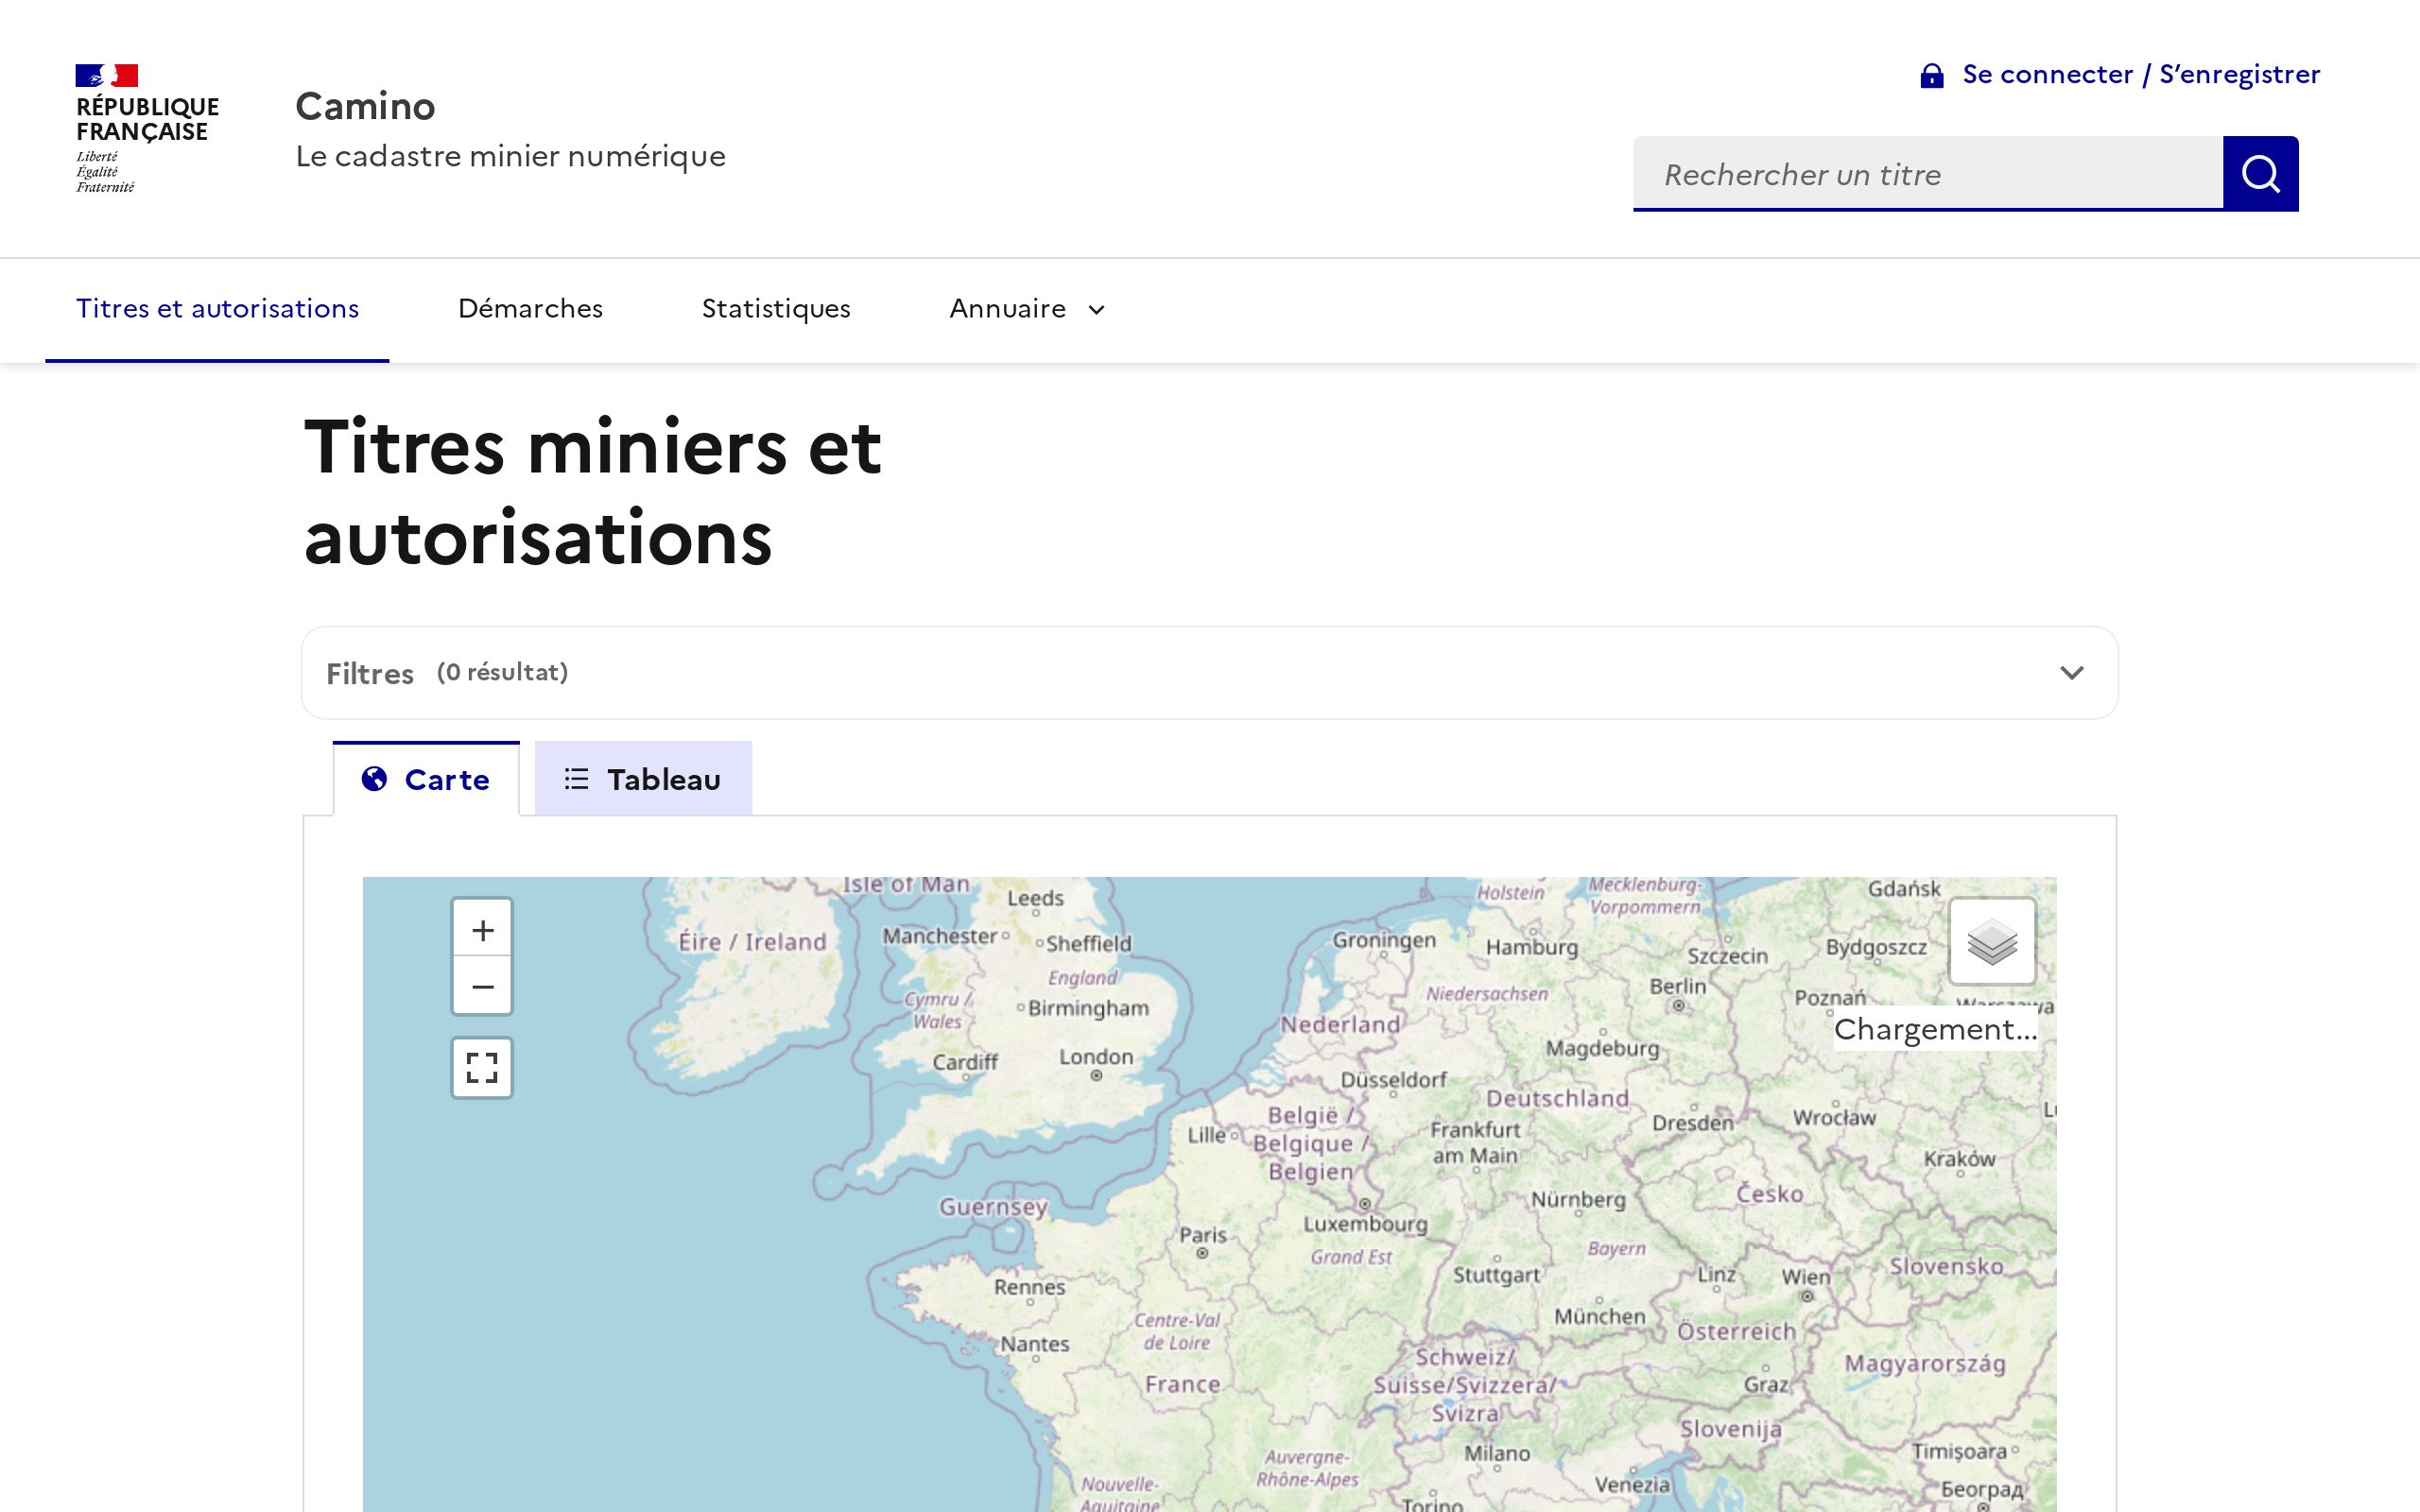 RÉPUBLIQUE
FRANÇAISE
Liberté
Égalité
Fraternité
Camino
Le cadastre minier numérique
Se connecter / S’enregistrer
Rechercher un titre
Titres et autorisations
Démarches
Statistiques
Annuaire
Titres miniers et
autorisations
Filtres (0 résultat)
Carte
Tableau
+
−
Chargement...
Isle of Man
Leeds
Holstein
Mecklenburg-
Vorpommern
Gdańsk
Éire / Ireland
Manchester
Sheffield
Groningen
Hamburg
Szczecin
Bydgoszcz
England
Cymru /
Wales
Birmingham
Niedersachsen
Berlin
Poznań
Warszawa
Nederland
Cardiff
London
Magdeburg
Düsseldorf
Deutschland
België /
Belgique /
Belgien
Lille
Frankfurt
am Main
Dresden
Wrocław
Kraków
Guernsey
Paris
Luxembourg
Nürnberg
Česko
Grand Est
Bayern
Rennes
Stuttgart
Linz
Wien
Slovensko
Centre-Val
de Loire
München
Nantes
Österreich
France
Schweiz/
Suisse/Svizzera/
Svizra
Magyarország
Graz
Slovenija
Auvergne-
Rhône-Alpes
Milano
Timișoara
Nouvelle-
Aquitaine
Venezia
Torino
Београд